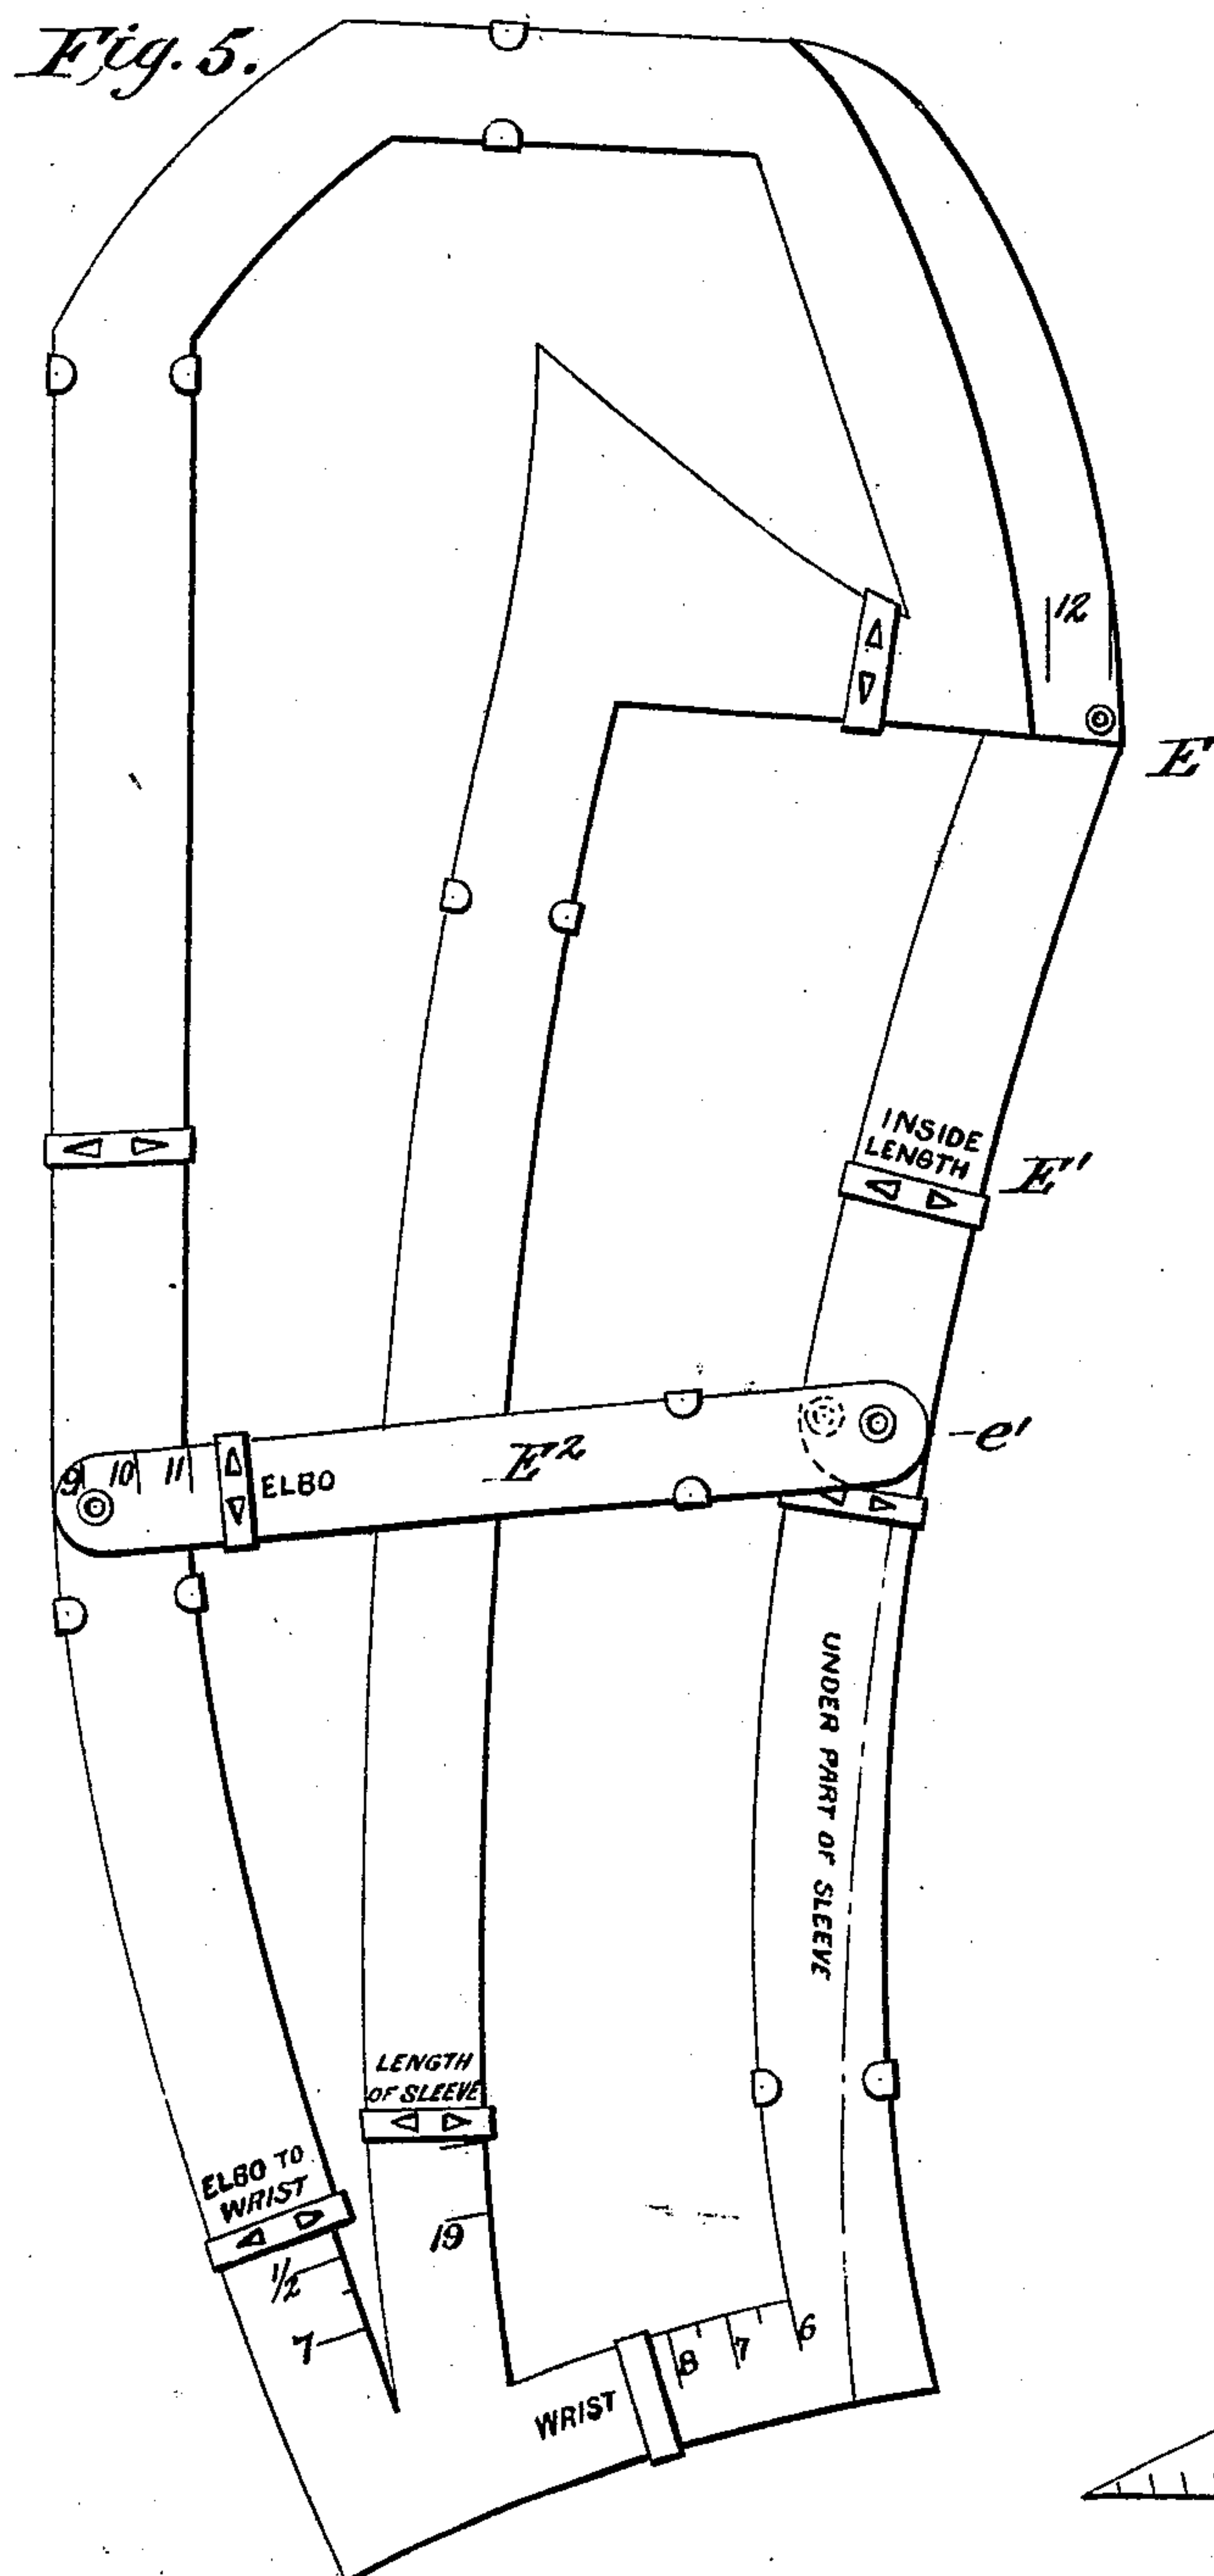 Fig. 5.
12
E
INSIDE
LENGTH
E'
9 10 11
ELBO
E²
e'
UNDER PART OF SLEEVE
LENGTH
OF SLEEVE
ELBO TO
WRIST
19
1/2
7
8 7 6
WRIST